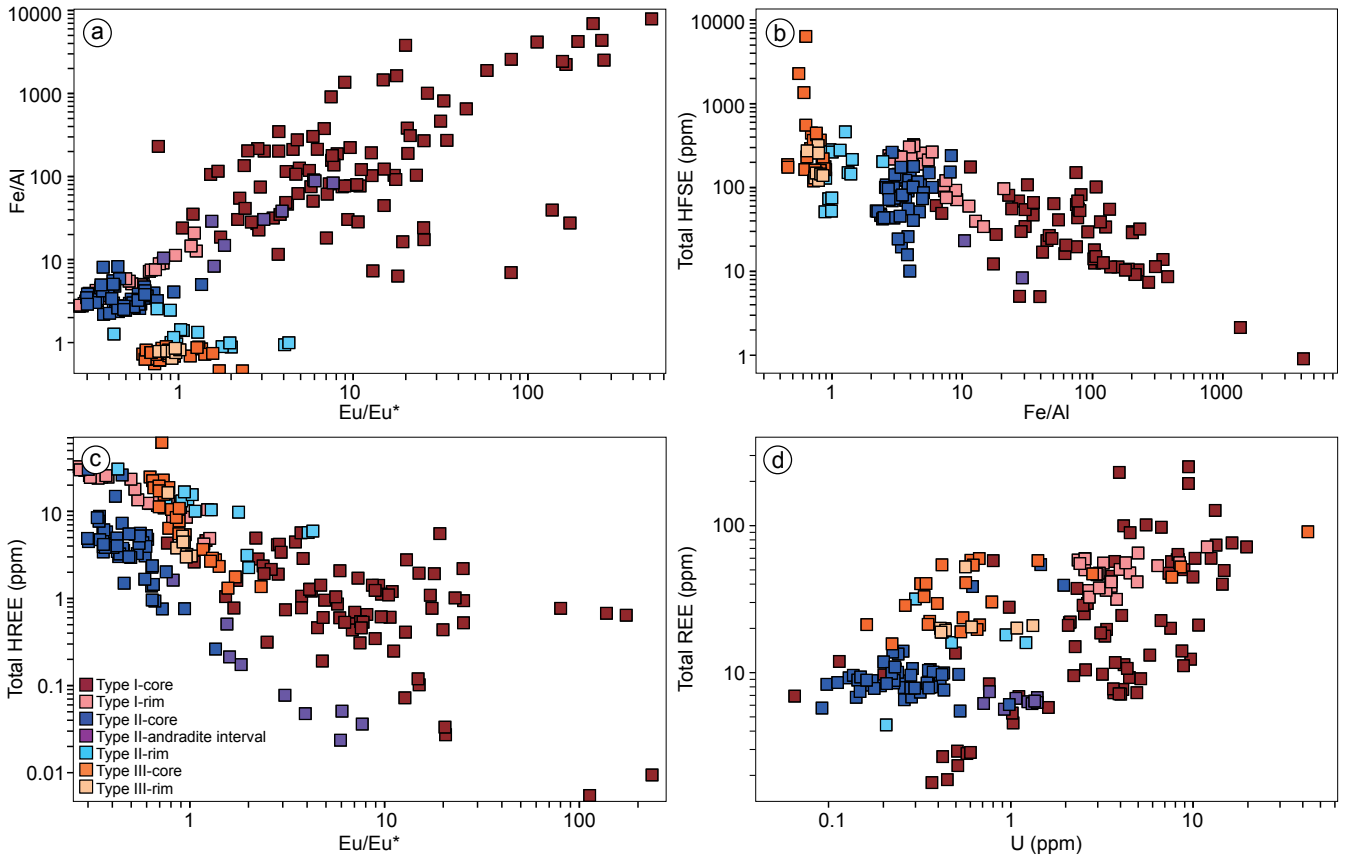 a
10000
1000
100
10
1
Fe/Al
1
10
100
Eu/Eu*
b
10000
1000
100
10
1
Total HFSE (ppm)
1
10
100
1000
Fe/Al
c
10
1
0.1
0.01
Total HREE (ppm)
Type I-core
Type I-rim
Type II-core
Type II-andradite interval
Type II-rim
Type III-core
Type III-rim
1
10
100
Eu/Eu*
d
100
10
Total REE (ppm)
0.1
1
10
U (ppm)